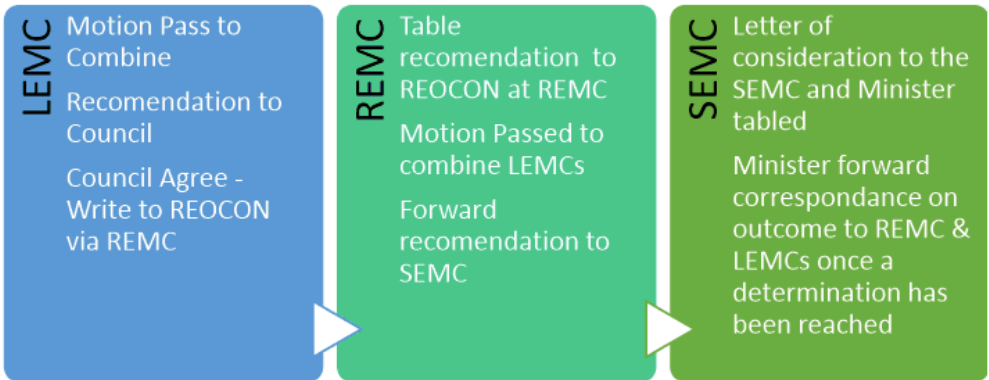 LEMC
Motion Pass to
Combine
Recomendation to
Council
Council Agree -
Write to REOCON
via REMC
REMC
Table
recomendation to
REOCON at REMC
Motion Passed to
combine LEMCs
Forward
recomendation to
SEMC
SEMC
Letter of
consideration to the
SEMC and Minister
tabled
Minister forward
correspondance on
outcome to REMC &
LEMCs once a
determination has
been reached